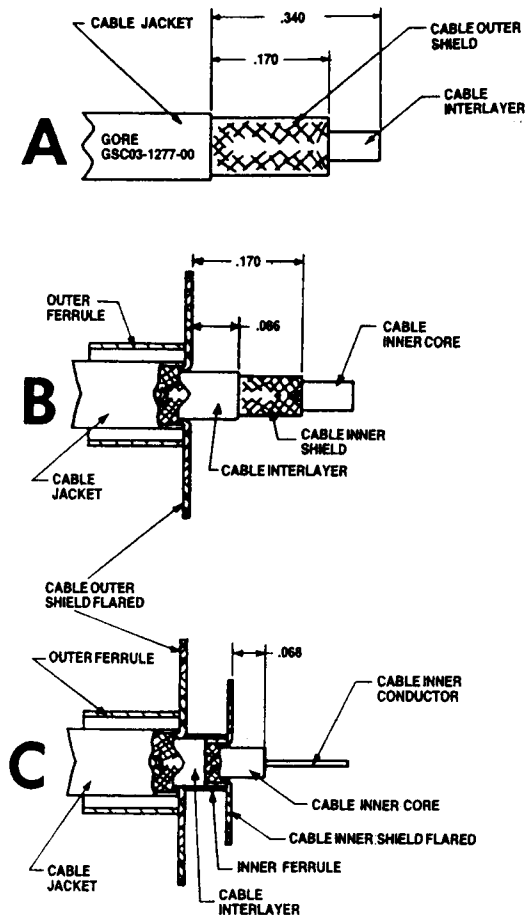 CABLE JACKET
.340
CABLE OUTER
SHIELD
.170
CABLE
INTERLAYER
A
GORE
GSC03-1277-00
.170
OUTER
FERRULE
.086
CABLE
INNER CORE
B
CABLE INNER
SHIELD
CABLE INTERLAYER
CABLE
JACKET
CABLE OUTER
SHIELD FLARED
OUTER FERRULE
.066
CABLE INNER
CONDUCTOR
C
CABLE INNER CORE
CABLE INNER SHIELD FLARED
INNER FERRULE
CABLE
JACKET
CABLE
INTERLAYER